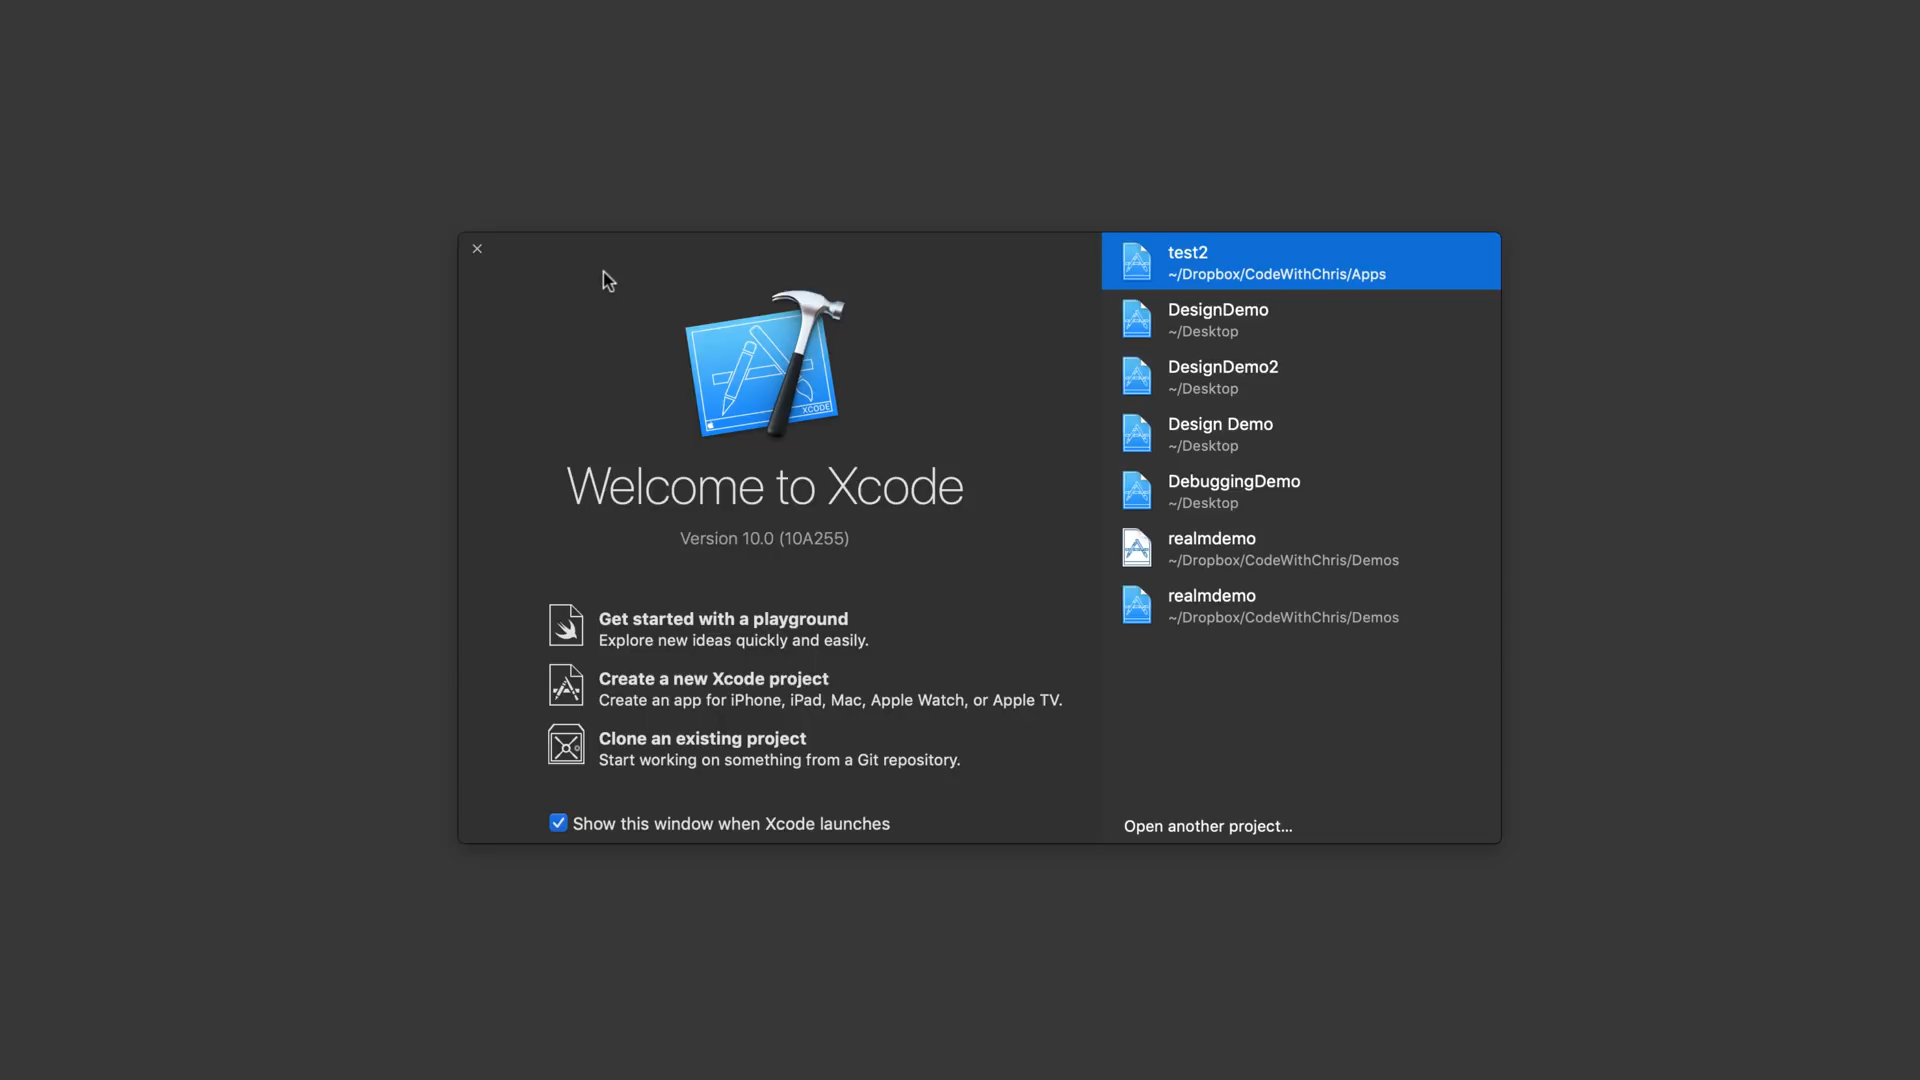 XCODE
Welcome to Xcode
Version 10.0 (10A255)
Get started with a playground
Explore new ideas quickly and easily.
Create a new Xcode project
Create an app for iPhone, iPad, Mac, Apple Watch, or Apple TV.
Clone an existing project
Start working on something from a Git repository.
Show this window when Xcode launches
test2
~/Dropbox/CodeWithChris/Apps
DesignDemo
~/Desktop
DesignDemo2
~/Desktop
Design Demo
~/Desktop
DebuggingDemo
~/Desktop
realmdemo
~/Dropbox/CodeWithChris/Demos
realmdemo
~/Dropbox/CodeWithChris/Demos
Open another project...